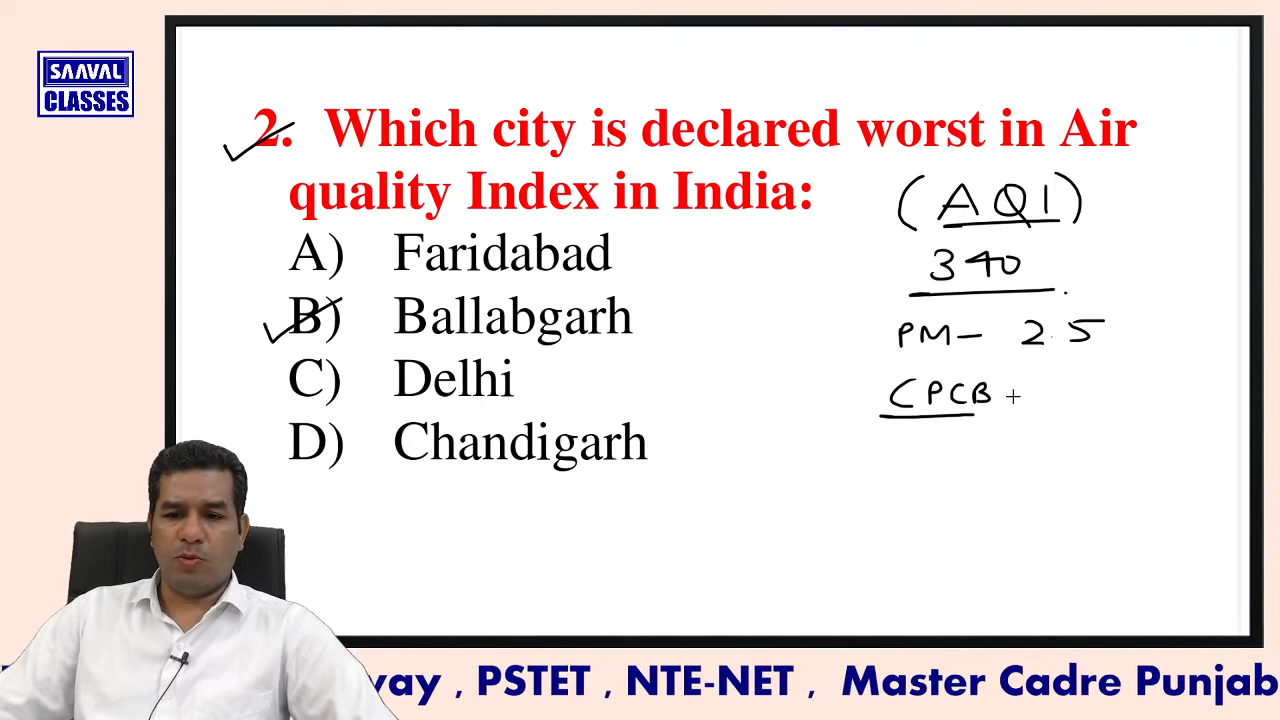 SAAVAL
CLASSES
2. Which city is declared worst in Air
quality Index in India:
(AQI)
A) Faridabad
340
B) Ballabgarh
PM- 2.5
C) Delhi
CPCB +
D) Chandigarh
vay , PSTET , NTE-NET , Master Cadre Punjab